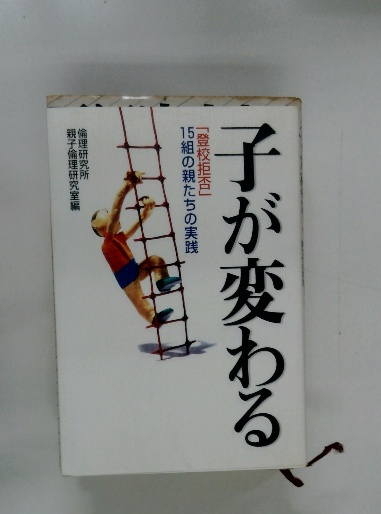 子が変わる
「登校拒否」
15組の親たちの実践
倫理研究所
親子倫理研究室編